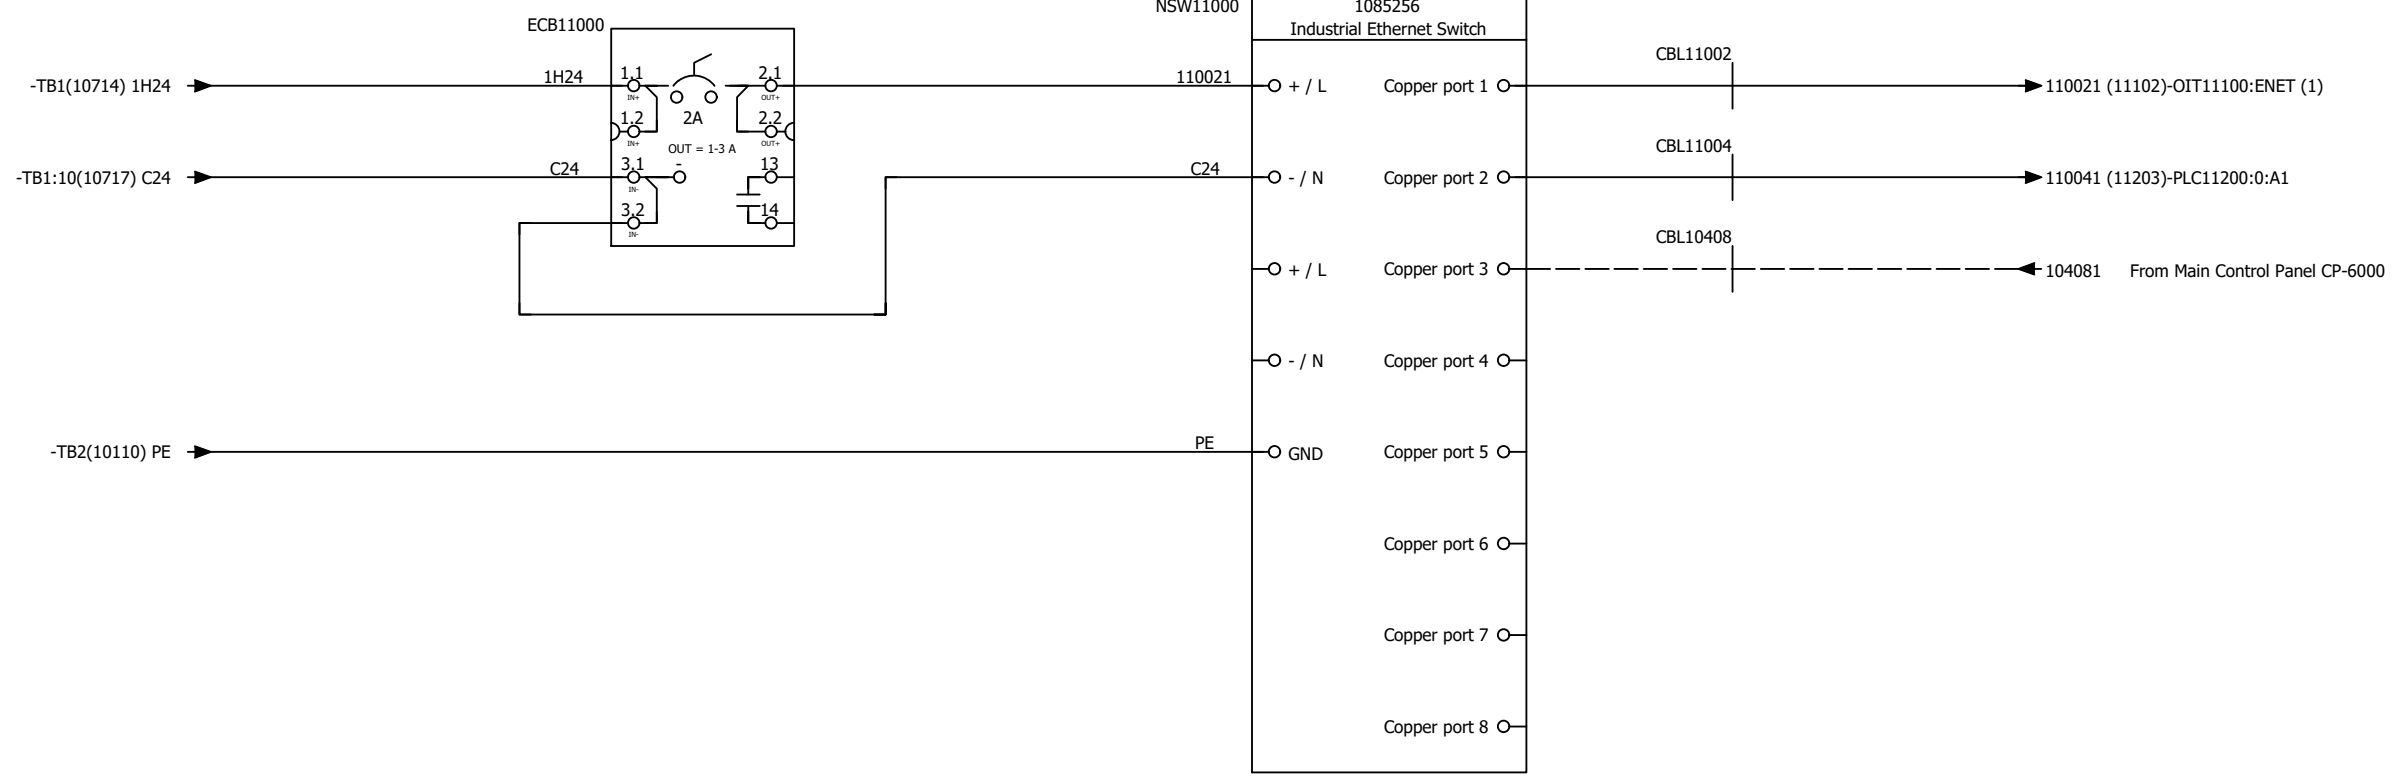 NSW11000
1085256
Industrial Ethernet Switch
ECB11000
CBL11002
-TB1(10714) 1H24
1H24
1.1
IN+
2.1
OUT+
110021
+ / L
Copper port 1
110021 (11102)-OIT11100:ENET (1)
1.2
IN+
2A
2.2
OUT+
OUT = 1-3 A
CBL11004
-TB1:10(10717) C24
C24
3.1
IN-
-
13
C24
- / N
Copper port 2
110041 (11203)-PLC11200:0:A1
3.2
IN-
14
CBL10408
+ / L
Copper port 3
104081 From Main Control Panel CP-6000
- / N
Copper port 4
-TB2(10110) PE
PE
GND
Copper port 5
Copper port 6
Copper port 7
Copper port 8